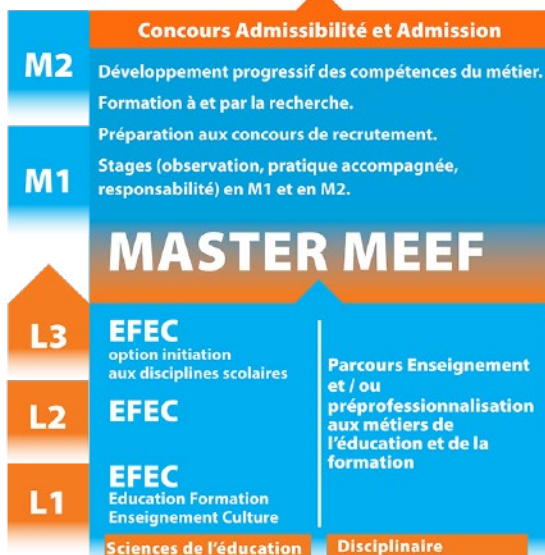 Concours Admissibilité et Admission
M2
Développement progressif des compétences du métier.
Formation à et par la recherche.
Préparation aux concours de recrutement.
M1
Stages (observation, pratique accompagnée,
responsabilité) en M1 et en M2.
MASTER MEEF
L3
EFEC
option initiation
aux disciplines scolaires
L2
EFEC
L1
EFEC
Education Formation
Enseignement Culture
Parcours Enseignement
et / ou
préprofessionnalisation
aux métiers de
l'éducation et de la
formation
Sciences de l'éducation
Disciplinaire